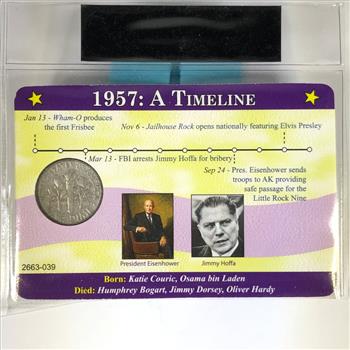 1957: A TIMELINE
Jan 13 - Wham-O produces
the first Frisbee
Nov 6 - Jailhouse Rock opens nationally featuring Elvis Presley
Mar 13 - FBI arrests Jimmy Hoffa for bribery
Sep 24 - Pres. Eisenhower sends
troops to AK providing
safe passage for the
Little Rock Nine
President Eisenhower
Jimmy Hoffa
2663-039
Born: Katie Couric, Osama bin Laden
Died: Humphrey Bogart, Jimmy Dorsey, Oliver Hardy